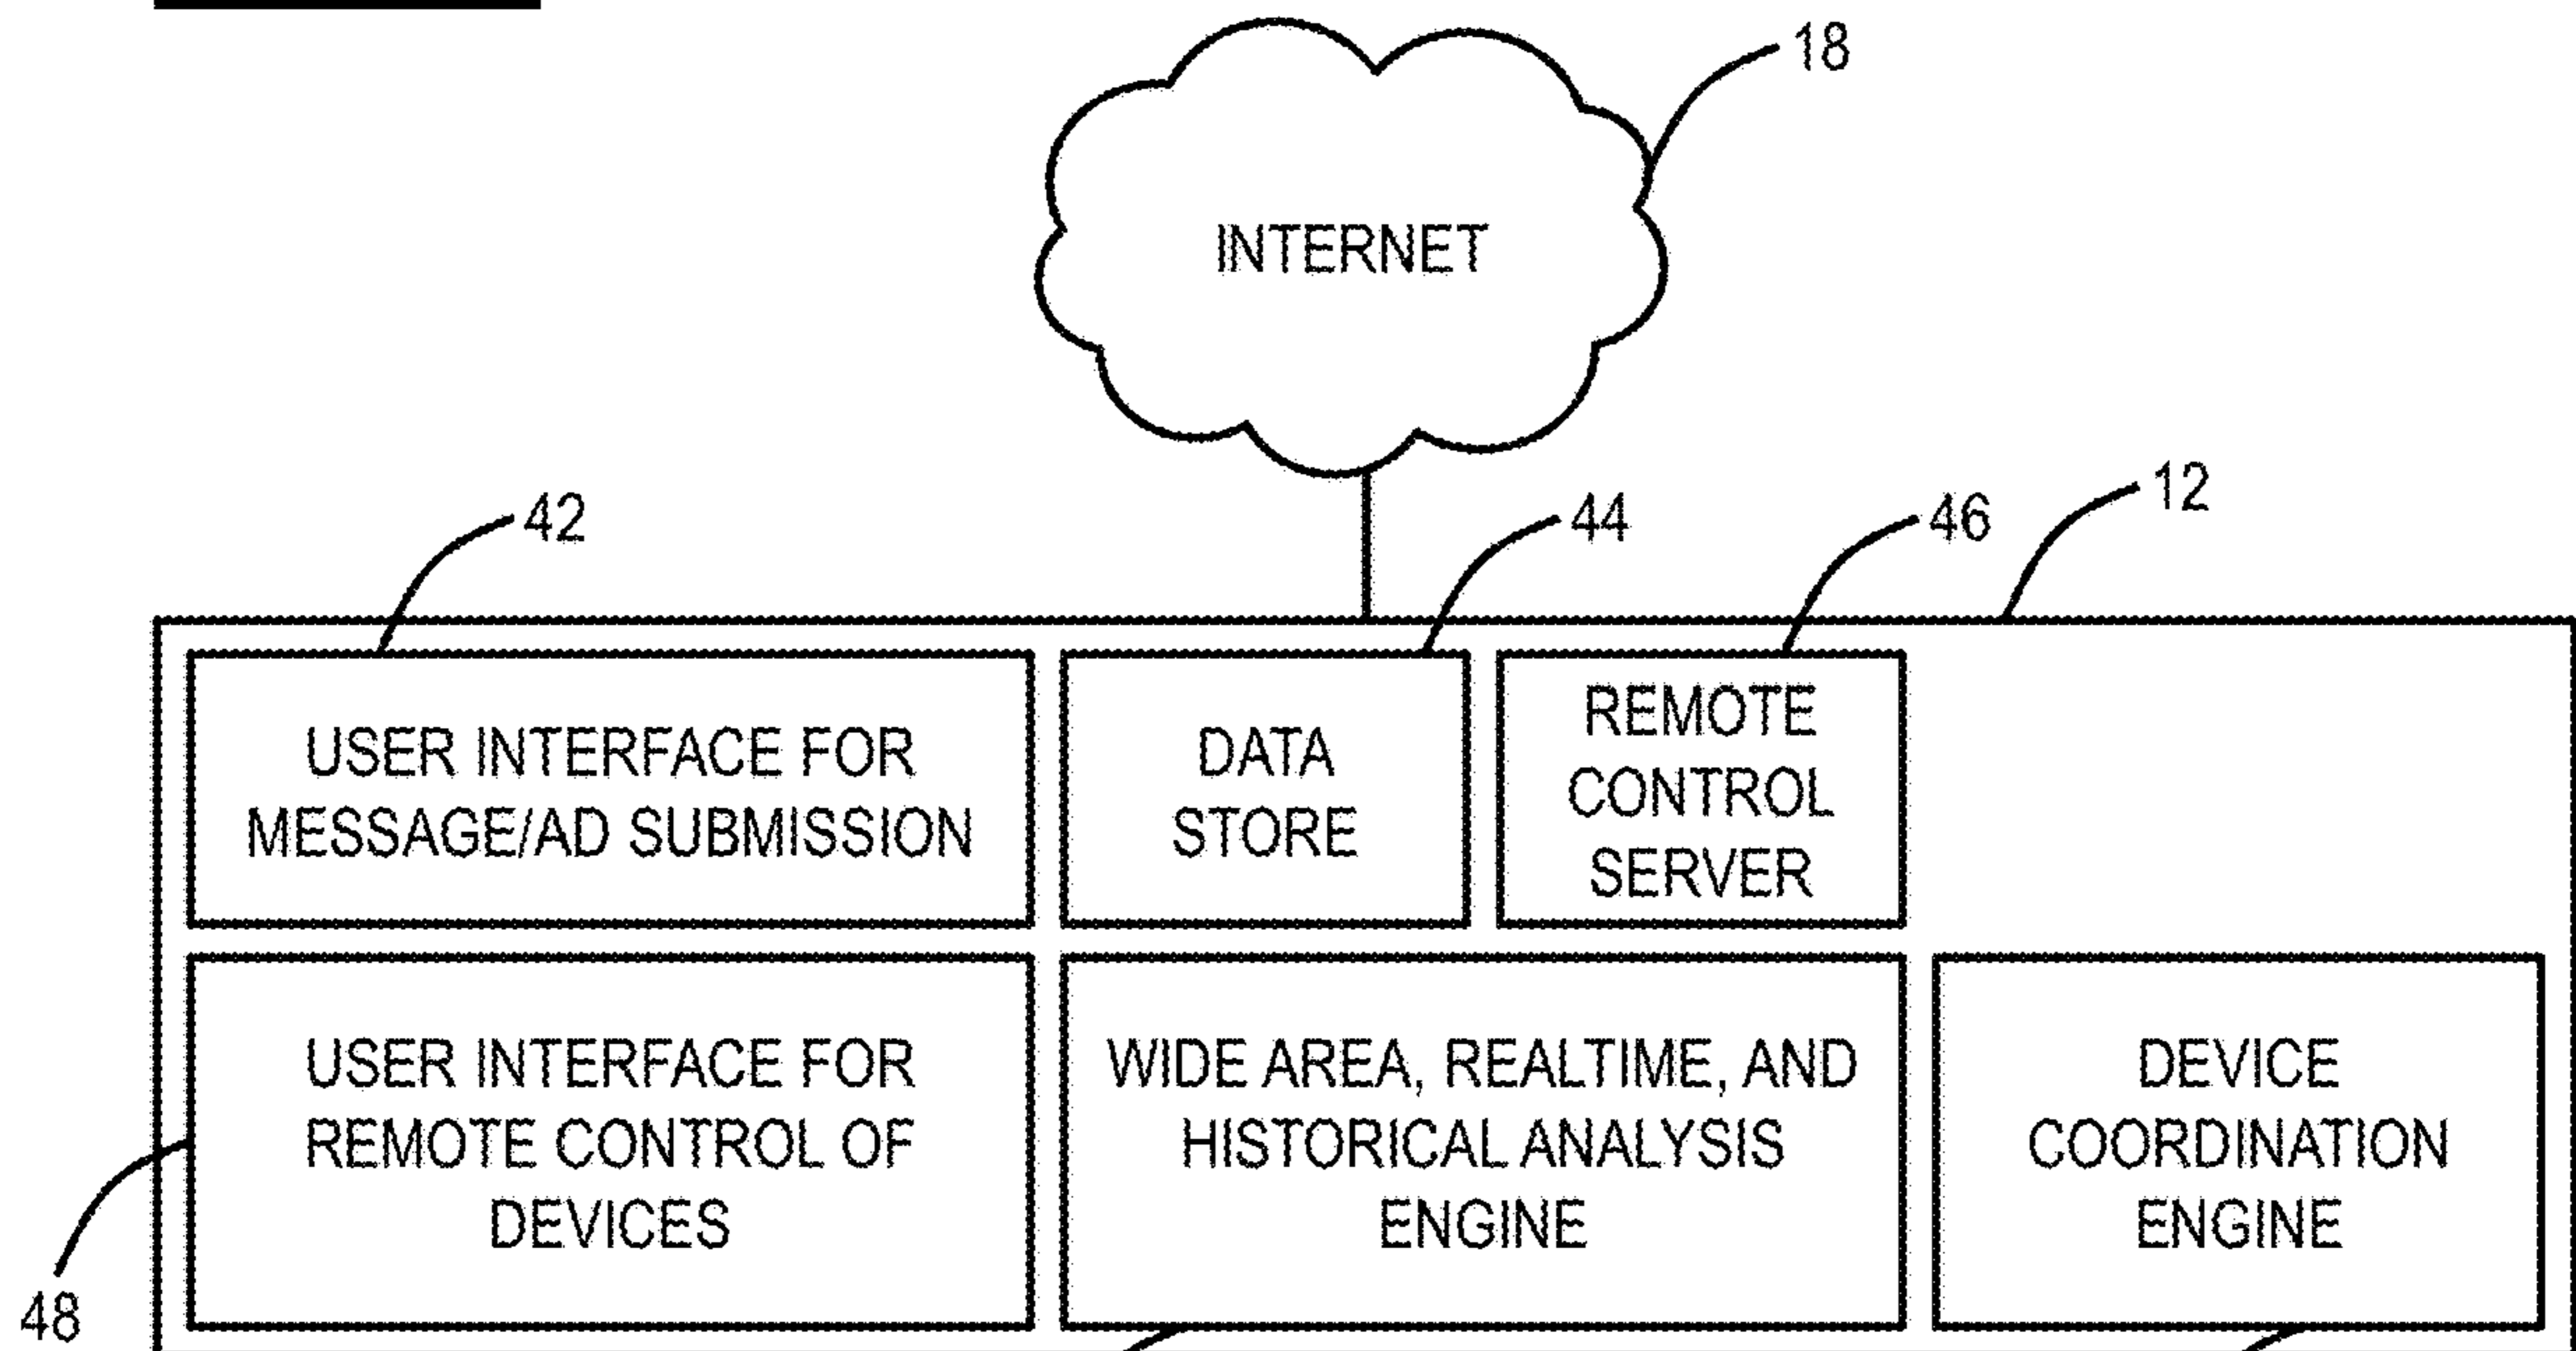 18
INTERNET
12
42
44
46
USER INTERFACE FOR
MESSAGE/AD SUBMISSION
DATA
STORE
REMOTE
CONTROL
SERVER
USER INTERFACE FOR
REMOTE CONTROL OF
DEVICES
WIDE AREA, REALTIME, AND
HISTORICAL ANALYSIS
ENGINE
DEVICE
COORDINATION
ENGINE
48